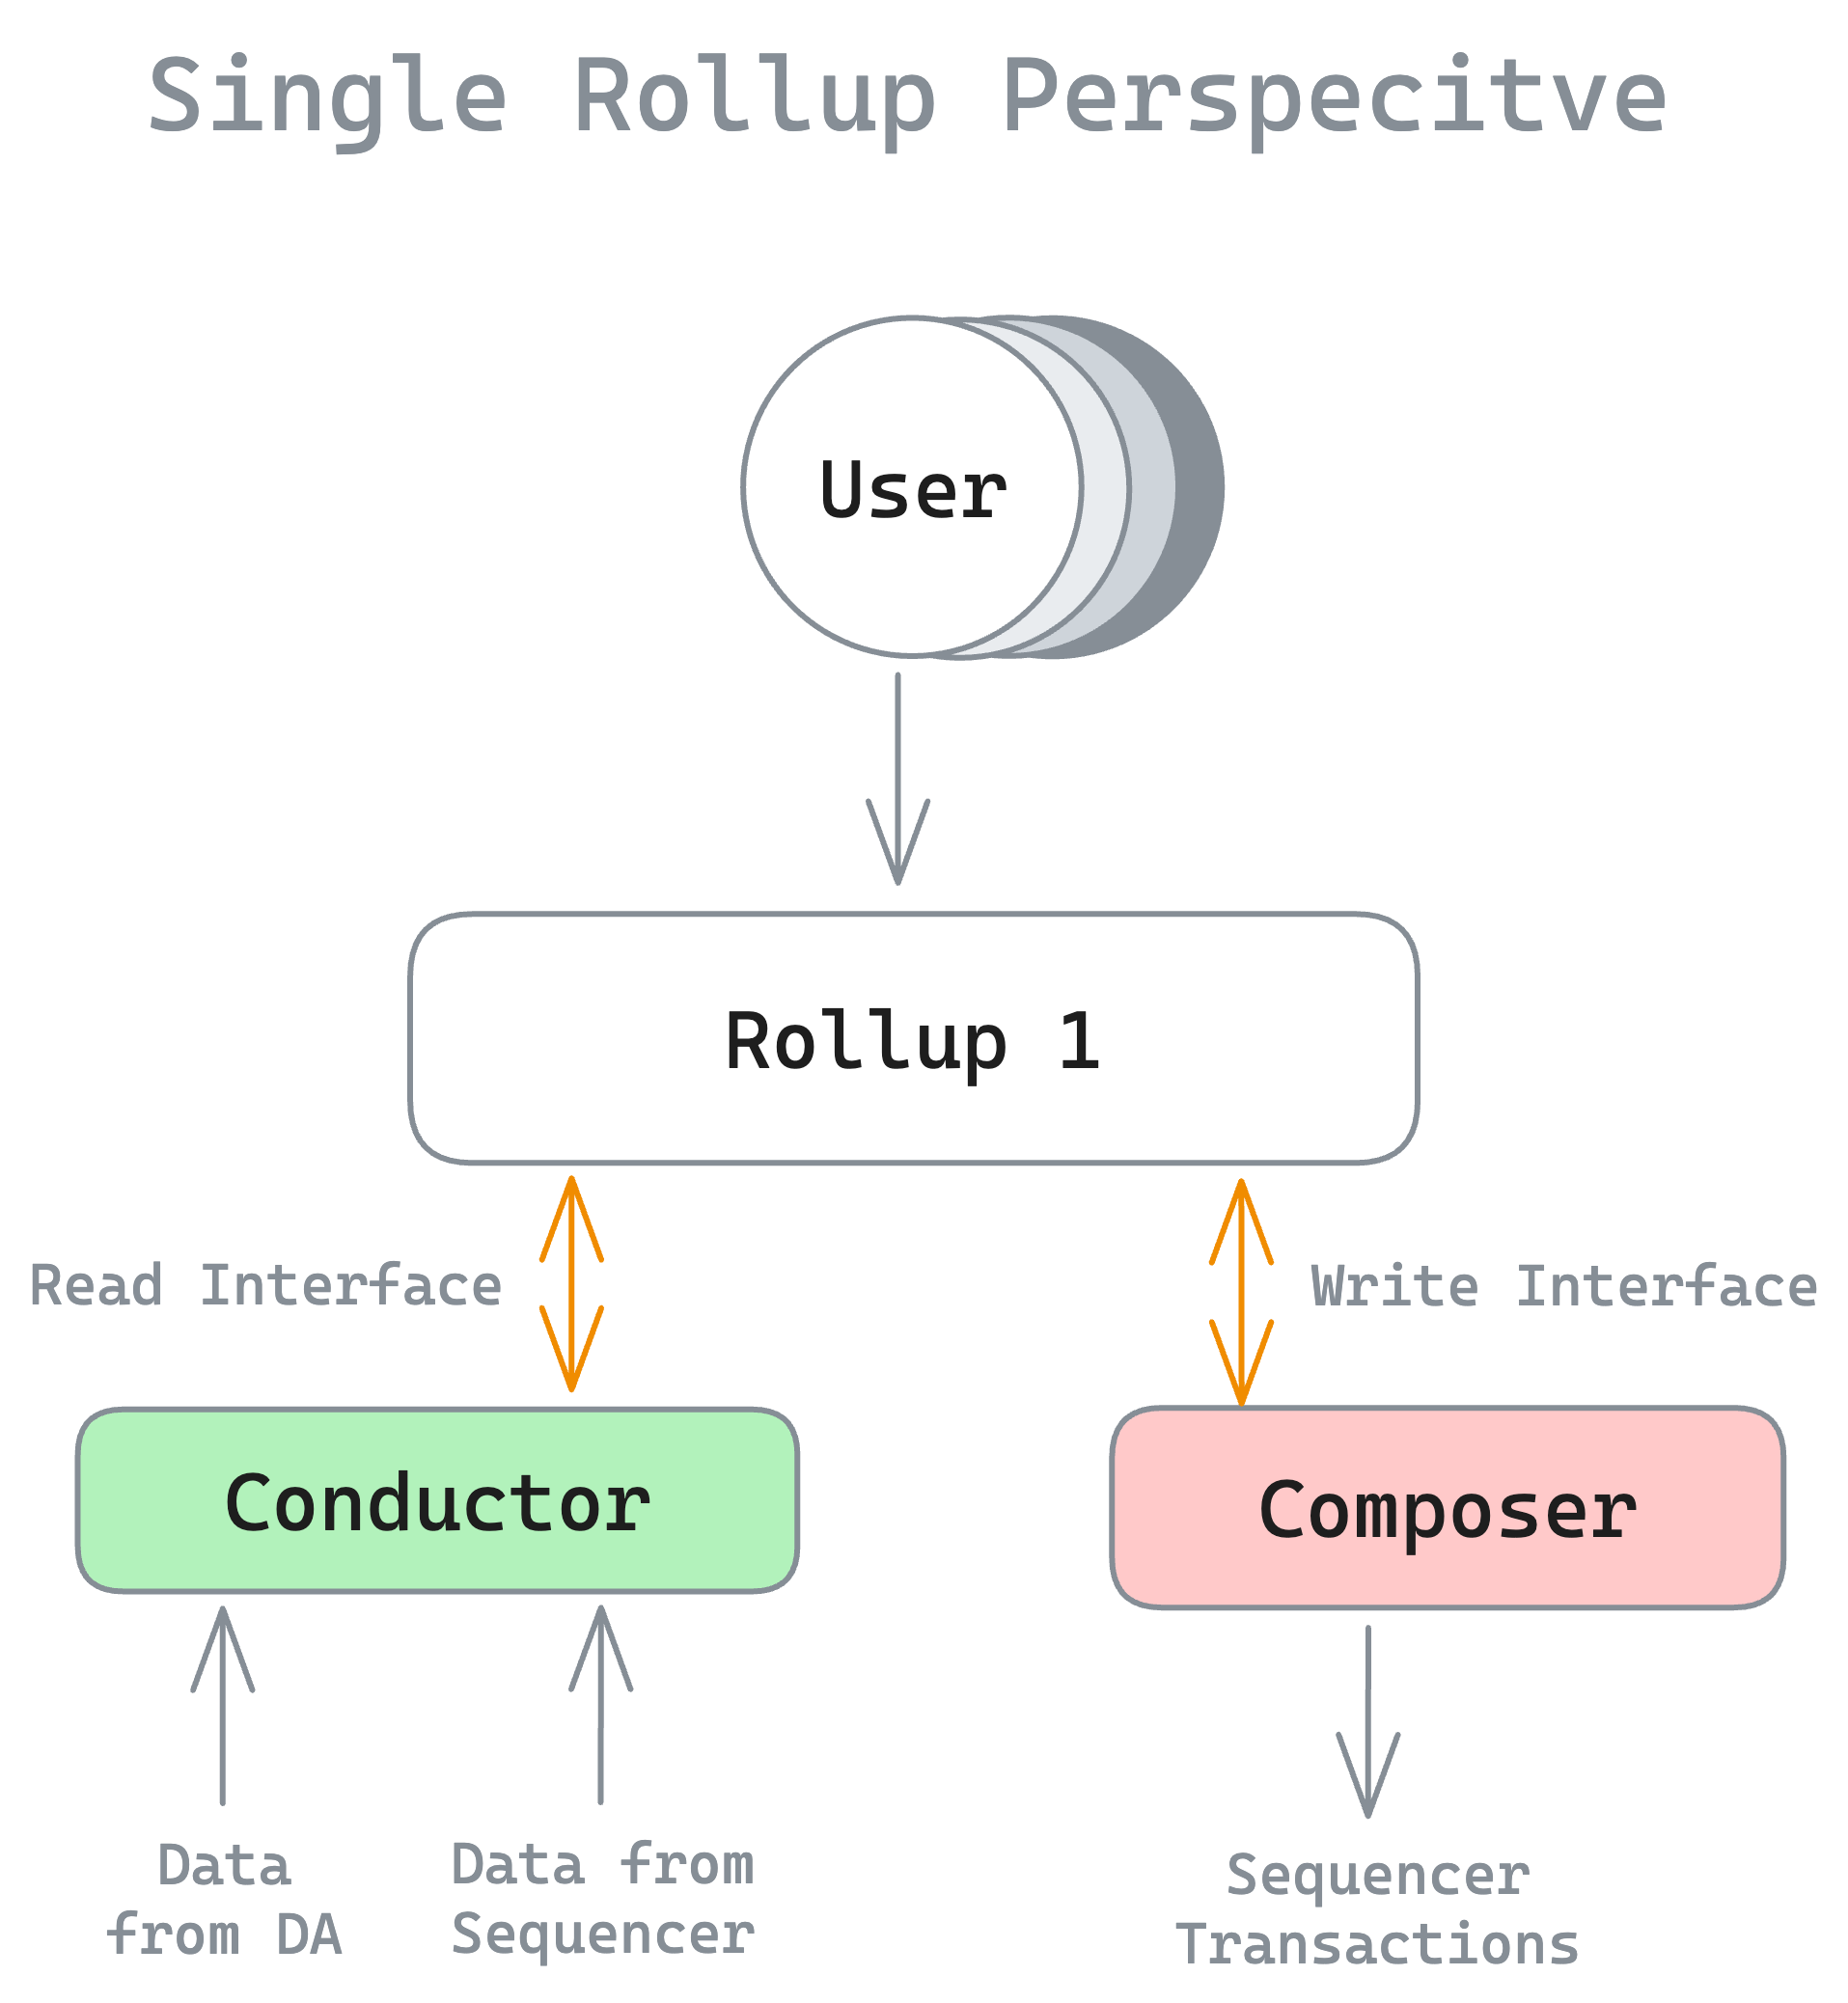 Single Rollup Perspecitve
User
Rollup 1
Read Interface
Write Interface
Conductor
Composer
Data
from DA
Data from
Sequencer
Sequencer
Transactions